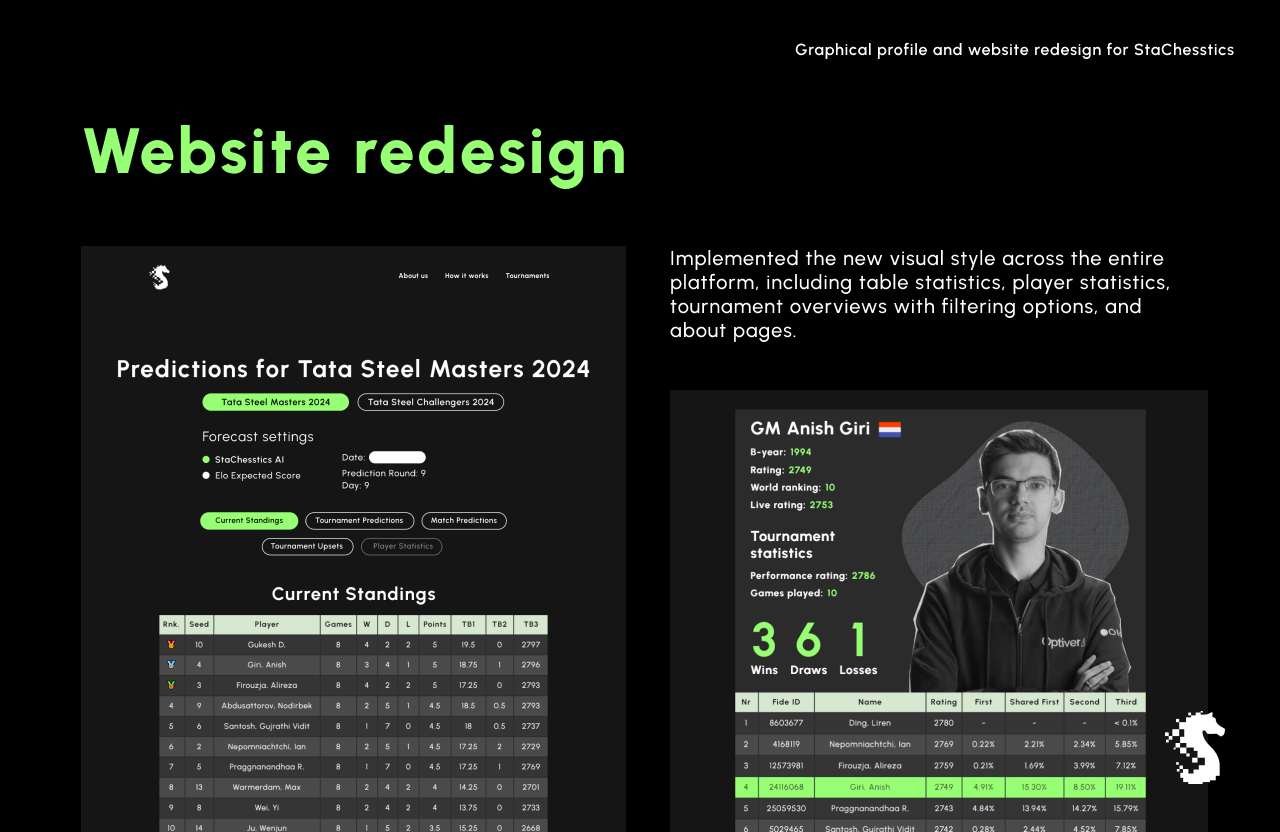 Graphical profile and website redesign for StaChesstics
Website redesign
About us How it works Tournaments
Predictions for Tata Steel Masters 2024
Tata Steel Masters 2024 Tata Steel Challengers 2024
Forecast settings
StaChesstics AI
Elo Expected Score
Date:
Prediction Round: 9
Day: 9
Current Standings Tournament Predictions Match Predictions
Tournament Upsets Player Statistics
Current Standings
Rnk. Seed Player Games W D L Points TB1 TB2 TB3
10 Gukesh D. 8 4 2 2 5 19.5 0 2797
4 Giri. Anish 8 3 4 1 5 18.75 1 2796
3 Firouzja, Alireza 8 4 2 2 5 17.25 0 2793
4 9 Abdusattorov, Nodirbek 8 2 5 1 4.5 18.5 0.5 2793
5 6 Santosh, Gujrathi Vidit 8 1 7 0 4.5 18 0.5 2737
6 2 Nepomniachtchi, Ian 8 2 5 1 4.5 17.25 2 2729
7 5 Praggnanandhaa R. 8 1 7 0 4.5 17.25 1 2769
8 13 Warmerdam, Max 8 2 4 2 4 14.25 0 2701
9 8 Wei, Yi 8 2 4 2 4 13.75 0 2733
10 14 Ju, Wenjun 8 1 5 2 3.5 15.25 0 2668
Implemented the new visual style across the entire
platform, including table statistics, player statistics,
tournament overviews with filtering options, and
about pages.
GM Anish Giri
B-year: 1994
Rating: 2749
World ranking: 10
Live rating: 2753
Tournament
statistics
Performance rating: 2786
Games played: 10
3 6 1
Wins Draws Losses
Optiver
Nr Fide ID Name Rating First Shared First Second Third
1 8603677 Ding, Liren 2780 - - - < 0.1%
2 4168119 Nepomniachtchi, Ian 2769 0.22% 2.21% 2.34% 5.85%
3 12573981 Firouzja, Alireza 2759 0.21% 1.69% 3.99% 7.12%
4 24116068 Giri, Anish 2749 4.91% 15.30% 8.50% 19.11%
5 25059530 Praggnanandhaa R. 2743 4.84% 13.94% 14.27% 15.79%
6 5029465 Santosh, Gujrathi Vidit 2742 0.28% 2.44% 4.52% 7.85%